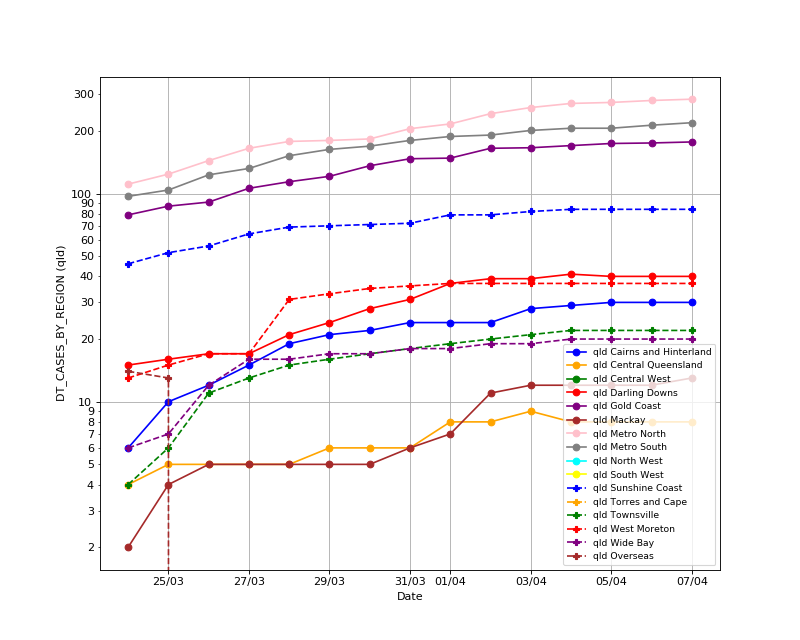 300
200
100
90
80
70
60
50
40
30
20
10
9
8
7
6
5
4
3
2
DT_CASES_BY_REGION (qld)
25/03 27/03 29/03 31/03 01/04 03/04 05/04 07/04
Date
qld Cairns and Hinterland
qld Central Queensland
qld Central West
qld Darling Downs
qld Gold Coast
qld Mackay
qld Metro North
qld Metro South
qld North West
qld South West
qld Sunshine Coast
qld Torres and Cape
qld Townsville
qld West Moreton
qld Wide Bay
qld Overseas